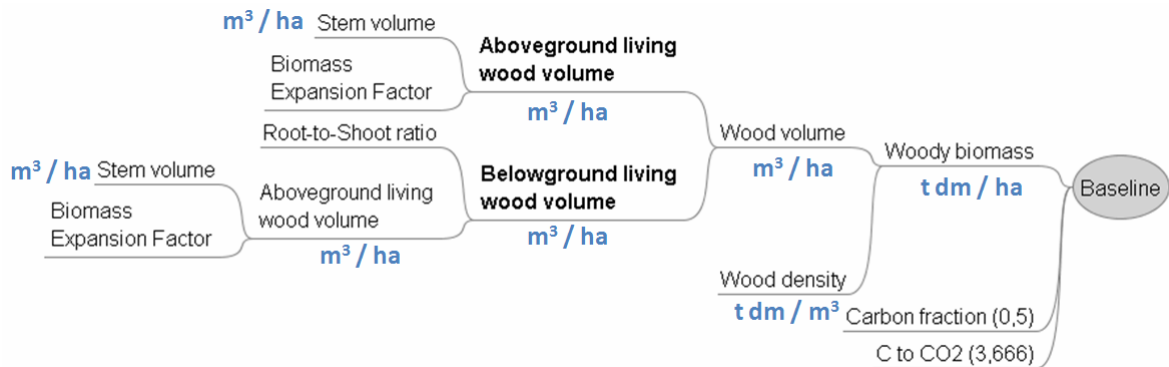 m³ / ha Stem volume
Biomass
Expansion Factor
Aboveground living
wood volume
m³ / ha
Root-to-Shoot ratio
m³ / ha Stem volume
Biomass
Expansion Factor
Aboveground living
wood volume
m³ / ha
Belowground living
wood volume
m³ / ha
Wood volume
m³ / ha
Wood density
t dm / m³
Woody biomass
t dm / ha
Carbon fraction (0,5)
C to CO2 (3,666)
Baseline